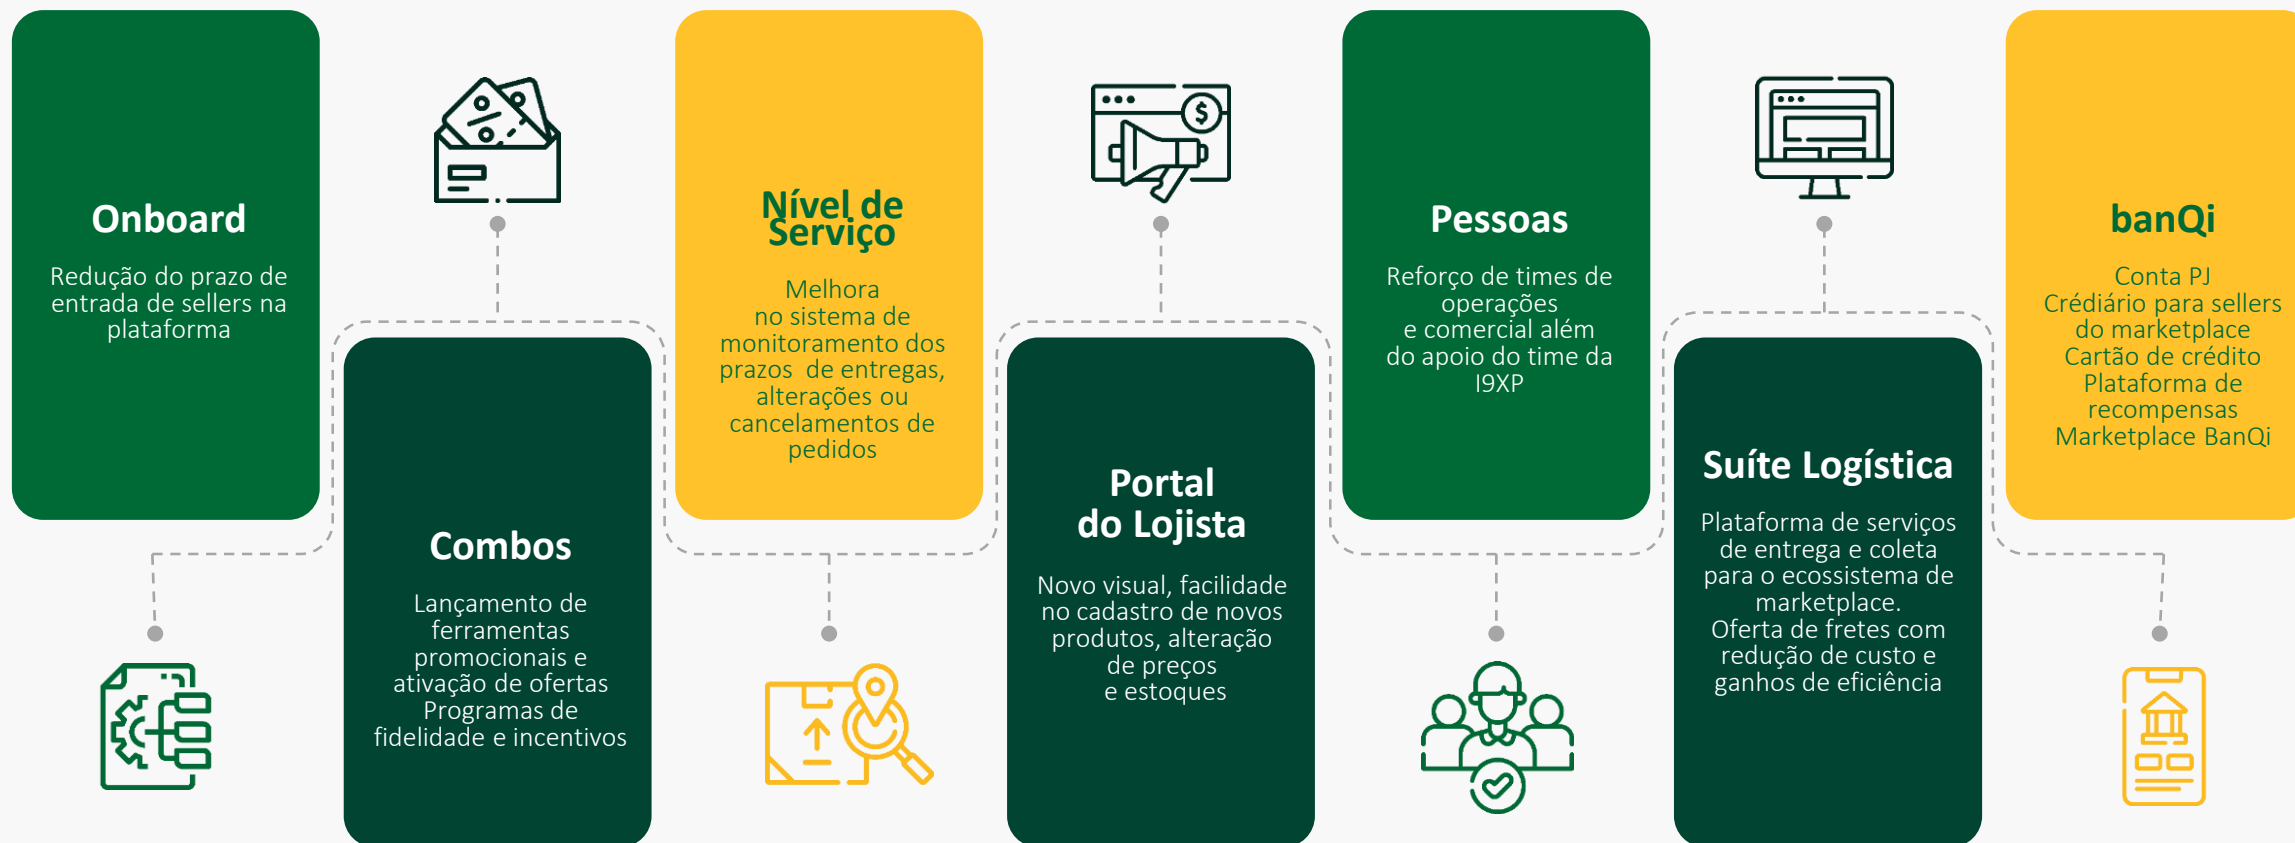 Onboard
Redução do prazo de
entrada de sellers na
plataforma
Combos
Lançamento de
ferramentas
promocionais e
ativação de ofertas
Programas de
fidelidade e incentivos
Nível de
Serviço
Melhora
no sistema de
monitoramento dos
prazos  de entregas,
alterações ou
cancelamentos de
pedidos
Portal
do Lojista
Novo visual, facilidade
no cadastro de novos
produtos, alteração
de preços
e estoques
Pessoas
Reforço de times de
operações
e comercial além
do apoio do time da
I9XP
Suíte Logística
Plataforma de serviços
de entrega e coleta
para o ecossistema de
marketplace.
Oferta de fretes com
redução de custo e
ganhos de eficiência
banQi
Conta PJ
Crédiário para sellers
do marketplace
Cartão de crédito
Plataforma de
recompensas
Marketplace BanQi